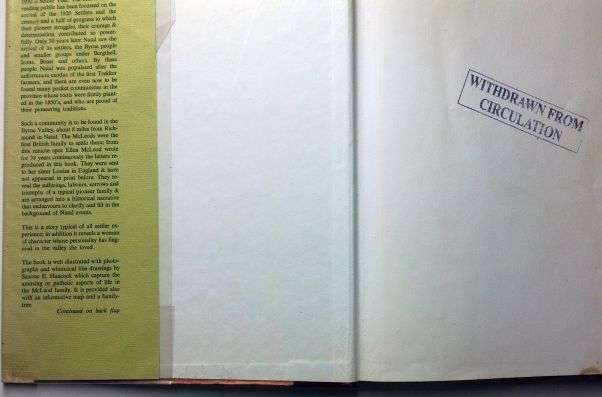 reading public has been focussed on the
arrival of the 1820 Settlers and the
century and a half of progress to which
their pioneer struggles, their courage &
determination contributed so power-
fully. Only 30 years later Natal saw the
arrival of its settlers, the Byrne people
and smaller groups under
Irons, and others. By these
people Natal was populated after the
unfortunate exodus of the first Trekker
farmers, and there are even now to be
found many pocket communities in the
province whose roots were firmly plant-
ed in the 1850's, and who are proud of
their pioneering traditions.
Such a community is to be found in the
Byrne Valley, about 8 miles from Rich-
mond in Natal. The McLeods were the
first British family to settle there; from
this remote spot Ellen McLeod wrote
for 39 years continuously the letters re-
produced in this book. They were sent
to her sister Louisa in England & have
not appeared in print before. They re-
veal the sufferings, labours, sorrows and
triumphs of a typical pioneer family &
are arranged into a historical narrative
that endeavours to clarify and fill in the
background of Natal events.
This is a story typical of all settler ex-
perience; in addition it reveals a woman
of character whose personality has ling-
ered in the valley she loved.
The book is well illustrated with photo-
graphs and whimsical line drawings by
E. Hancock which capture the
amusing or pathetic aspects of life in
the McLeod family. It is provided also
with an informative map and a family-
tree.
Continued on back flap
WITHDRAWN FROM
CIRCULATION